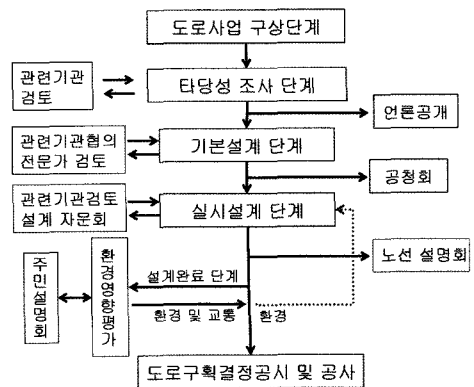 도로사업 구상단계
관련기관
검토
타당성 조사 단계
언론공개
관련기관협의
전문가 검토
기본설계 단계
공청회
관련기관검토
설계 자문회
실시설계 단계
노선 설명회
주민설명회
환경영향평가
설계완료 단계
환경 및 교통
환경
도로구획결정공시 및 공사